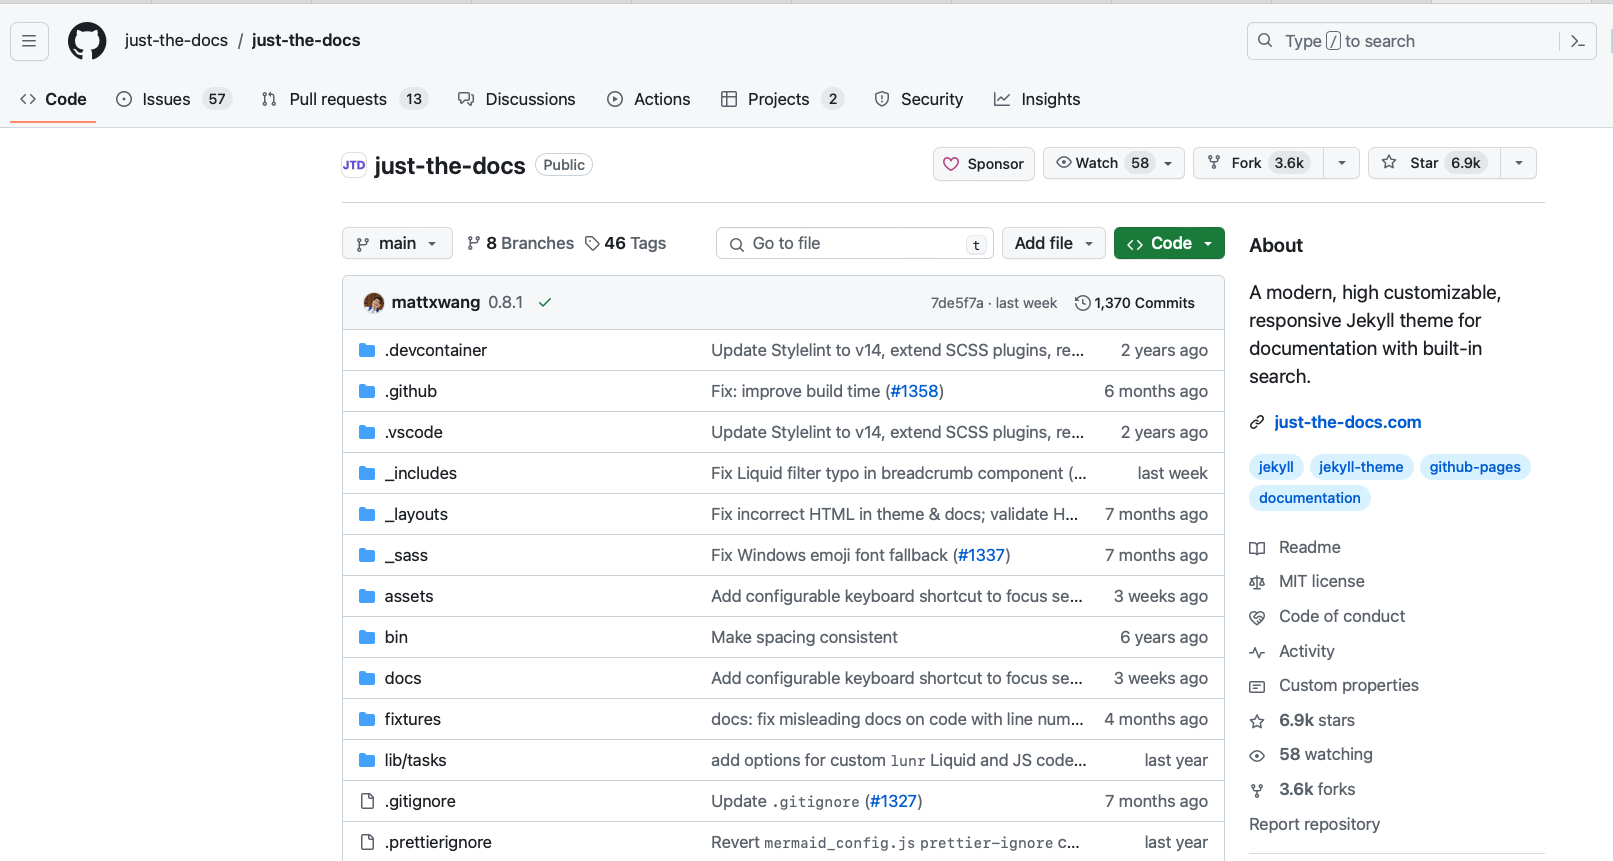 just-the-docs / just-the-docs
Type / to search
Code
Issues 57
Pull requests 13
Discussions
Actions
Projects 2
Security
Insights
JTD just-the-docs Public
Sponsor
Watch 58
Fork 3.6k
Star 6.9k
main
8 Branches
46 Tags
Go to file t
Add file
Code
mattxwang 0.8.1
7de5f7a · last week
1,370 Commits
.devcontainer Update Stylelint to v14, extend SCSS plugins, re... 2 years ago
.github Fix: improve build time (#1358) 6 months ago
.vscode Update Stylelint to v14, extend SCSS plugins, re... 2 years ago
_includes Fix Liquid filter typo in breadcrumb component (... last week
_layouts Fix incorrect HTML in theme & docs; validate H... 7 months ago
_sass Fix Windows emoji font fallback (#1337) 7 months ago
assets Add configurable keyboard shortcut to focus se... 3 weeks ago
bin Make spacing consistent 6 years ago
docs Add configurable keyboard shortcut to focus se... 3 weeks ago
fixtures docs: fix misleading docs on code with line num... 4 months ago
lib/tasks add options for custom lunr Liquid and JS code... last year
.gitignore Update .gitignore (#1327) 7 months ago
.prettierignore Revert mermaid_config.js prettier-ignore c... last year
About
A modern, high customizable,
responsive Jekyll theme for
documentation with built-in
search.
just-the-docs.com
jekyll jekyll-theme github-pages
documentation
Readme
MIT license
Code of conduct
Activity
Custom properties
6.9k stars
58 watching
3.6k forks
Report repository